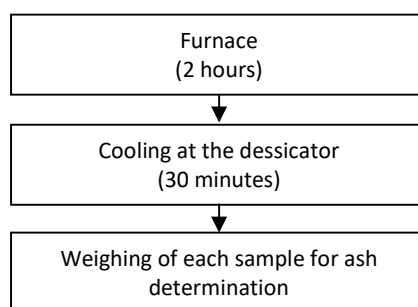 Furnace
(2 hours)
Cooling at the dessicator
(30 minutes)
Weighing of each sample for ash
determination